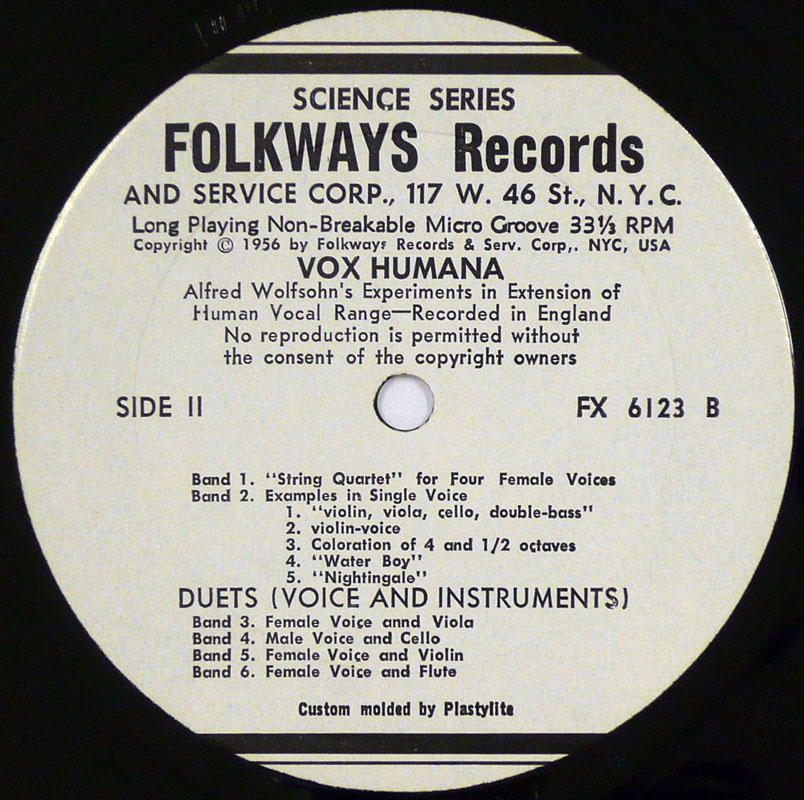 SCIENCE SERIES
FOLKWAYS Records
AND SERVICE CORP., 117 W. 46 St., N.Y.C.
Long Playing Non-Breakable Micro Groove 33⅓ RPM
Copyright © 1956 by Folkways Records & Serv. Corp,. NYC, USA
VOX HUMANA
Alfred Wolfsohn's Experiments in Extension of
Human Vocal Range—Recorded in England
No reproduction is permitted without
the consent of the copyright owners
SIDE II FX 6123 B
Band 1. "String Quartet" for Four Female Voices
Band 2. Examples in Single Voice
1. "violin, viola, cello, double-bass"
2. violin-voice
3. Coloration of 4 and 1/2 octaves
4. "Water Boy"
5. "Nightingale"
DUETS (VOICE AND INSTRUMENTS)
Band 3. Female Voice annd Viola
Band 4. Male Voice and Cello
Band 5. Female Voice and Violin
Band 6. Female Voice and Flute
Custom molded by Plastylite